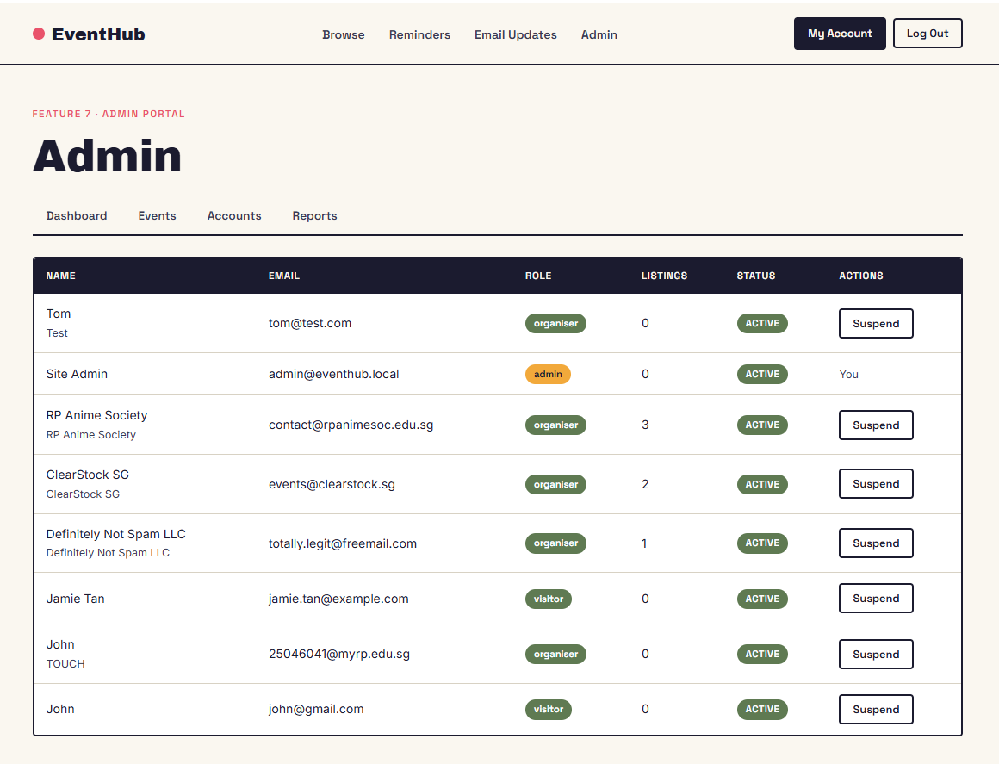 EventHub
Browse Reminders Email Updates Admin
My Account Log Out
FEATURE 7 · ADMIN PORTAL
Admin
Dashboard Events Accounts Reports
NAME EMAIL ROLE LISTINGS STATUS ACTIONS
Tom
Test
tom@test.com organiser 0 ACTIVE Suspend
Site Admin admin@eventhub.local admin 0 ACTIVE You
RP Anime Society
RP Anime Society
contact@rpanimesoc.edu.sg organiser 3 ACTIVE Suspend
ClearStock SG
ClearStock SG
events@clearstock.sg organiser 2 ACTIVE Suspend
Definitely Not Spam LLC
Definitely Not Spam LLC
totally.legit@freemail.com organiser 1 ACTIVE Suspend
Jamie Tan jamie.tan@example.com visitor 0 ACTIVE Suspend
John
TOUCH
25046041@myrp.edu.sg organiser 0 ACTIVE Suspend
John john@gmail.com visitor 0 ACTIVE Suspend